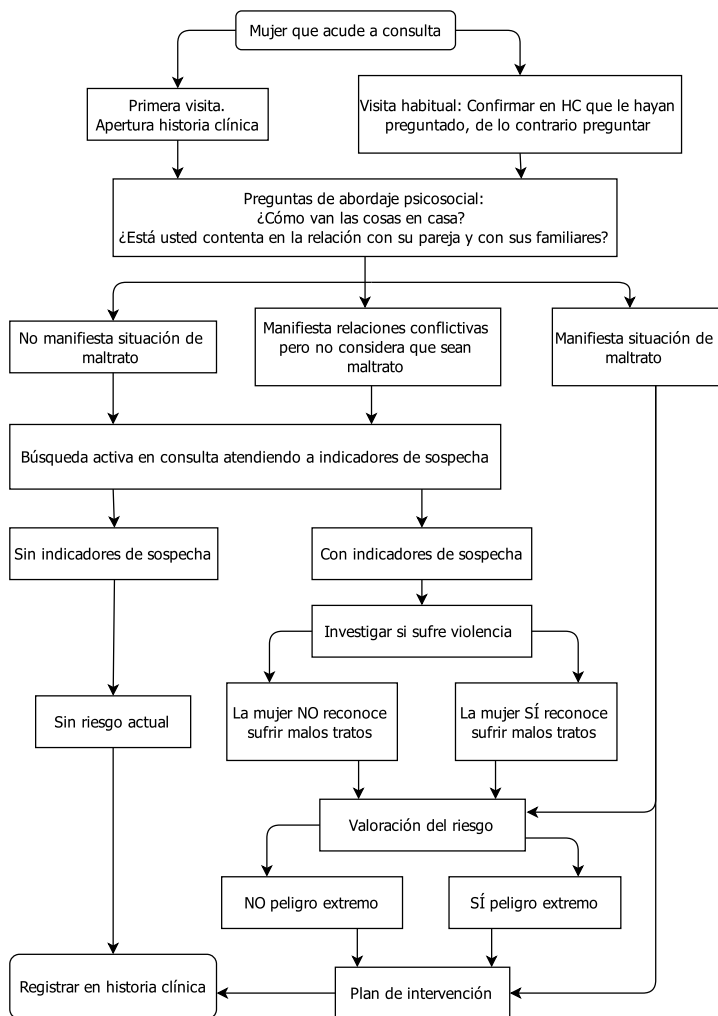 Mujer que acude a consulta
Primera visita.
Apertura historia clínica
Visita habitual: Confirmar en HC que le hayan
preguntado, de lo contrario preguntar
Preguntas de abordaje psicosocial:
¿Cómo van las cosas en casa?
¿Está usted contenta en la relación con su pareja y con sus familiares?
No manifiesta situación de
maltrato
Manifiesta relaciones conflictivas
pero no considera que sean
maltrato
Manifiesta situación de
maltrato
Búsqueda activa en consulta atendiendo a indicadores de sospecha
Sin indicadores de sospecha
Con indicadores de sospecha
Investigar si sufre violencia
La mujer NO reconoce
sufrir malos tratos
La mujer SÍ reconoce
sufrir malos tratos
Sin riesgo actual
Valoración del riesgo
NO peligro extremo
SÍ peligro extremo
Registrar en historia clínica
Plan de intervención